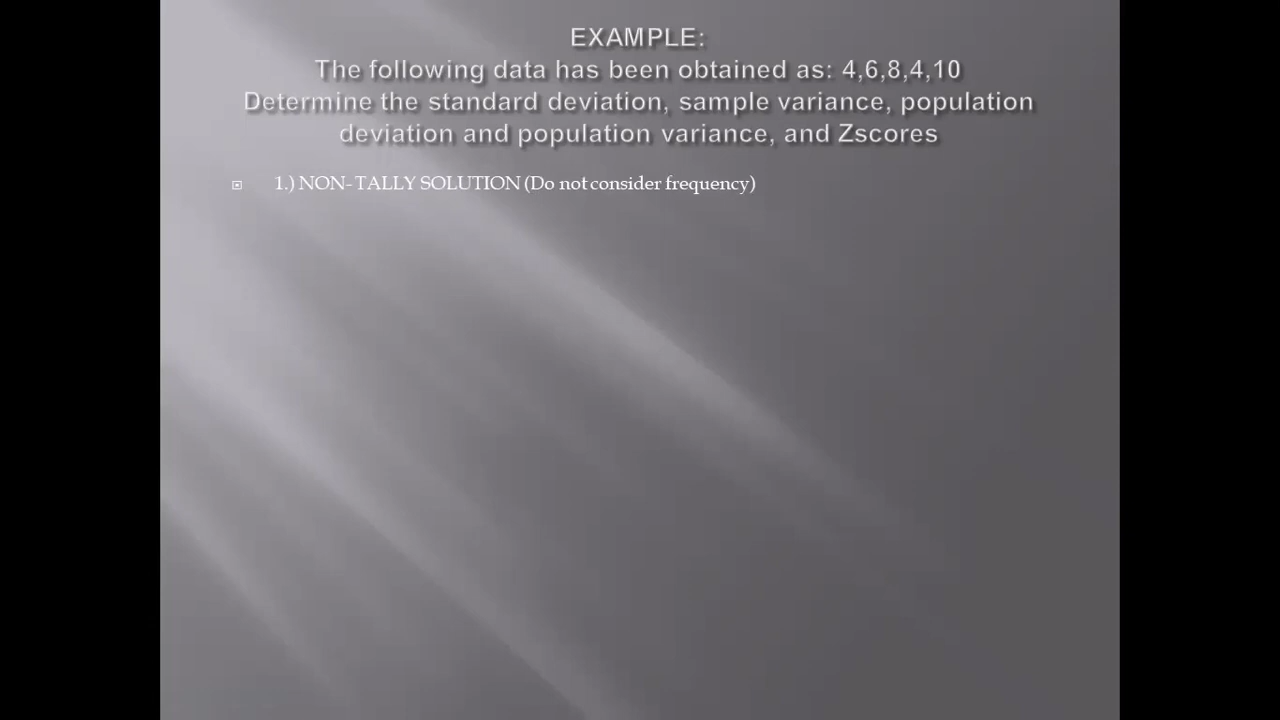 EXAMPLE:
The following data has been obtained as: 4,6,8,4,10
Determine the standard deviation, sample variance, population
deviation and population variance, and Zscores
1.) NON-TALLY SOLUTION (Do not consider frequency)